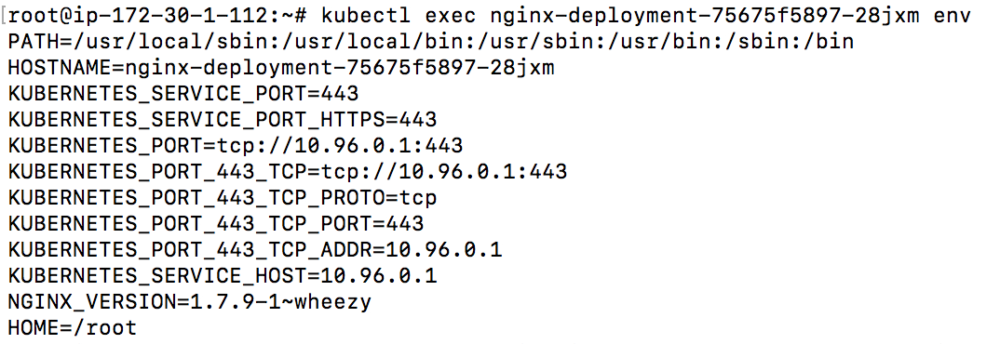 [root@ip-172-30-1-112:~# kubectl exec nginx-deployment-75675f5897-28jxm env
PATH=/usr/local/sbin:/usr/local/bin:/usr/sbin:/usr/bin:/sbin:/bin
HOSTNAME=nginx-deployment-75675f5897-28jxm
KUBERNETES_SERVICE_PORT=443
KUBERNETES_SERVICE_PORT_HTTPS=443
KUBERNETES_PORT=tcp://10.96.0.1:443
KUBERNETES_PORT_443_TCP=tcp://10.96.0.1:443
KUBERNETES_PORT_443_TCP_PROTO=tcp
KUBERNETES_PORT_443_TCP_PORT=443
KUBERNETES_PORT_443_TCP_ADDR=10.96.0.1
KUBERNETES_SERVICE_HOST=10.96.0.1
NGINX_VERSION=1.7.9-1~wheezy
HOME=/root